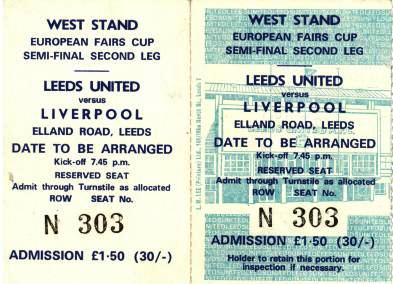 WEST STAND
EUROPEAN FAIRS CUP
SEMI-FINAL SECOND LEG
LEEDS UNITED
versus
LIVERPOOL
ELLAND ROAD, LEEDS
DATE TO BE ARRANGED
Kick-off 7.45 p.m.
RESERVED SEAT
Admit through Turnstile as allocated
ROW SEAT No.
N 303
ADMISSION £1·50 (30/-)
WEST STAND
EUROPEAN FAIRS CUP
SEMI-FINAL SECOND LEG
LEEDS UNITED
versus
LIVERPOOL
ELLAND ROAD, LEEDS
DATE TO BE ARRANGED
Kick-off 7.45 p.m.
RESERVED SEAT
Admit through Turnstile as allocated
ROW SEAT No.
N 303
ADMISSION £1·50 (30/-)
Holder to retain this portion for
inspection if necessary.